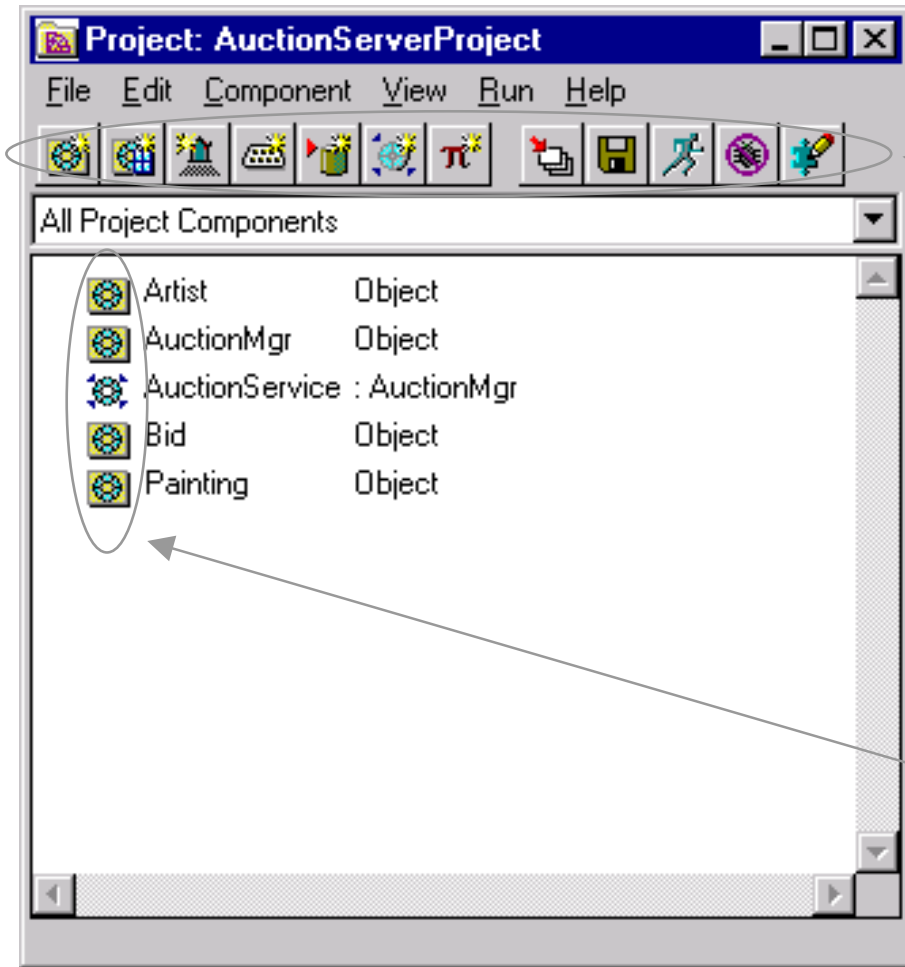 Project: AuctionServerProject
File Edit Component View Run Help
π
All Project Components
Artist Object
AuctionMgr Object
AuctionService : AuctionMgr
Bid Object
Painting Object